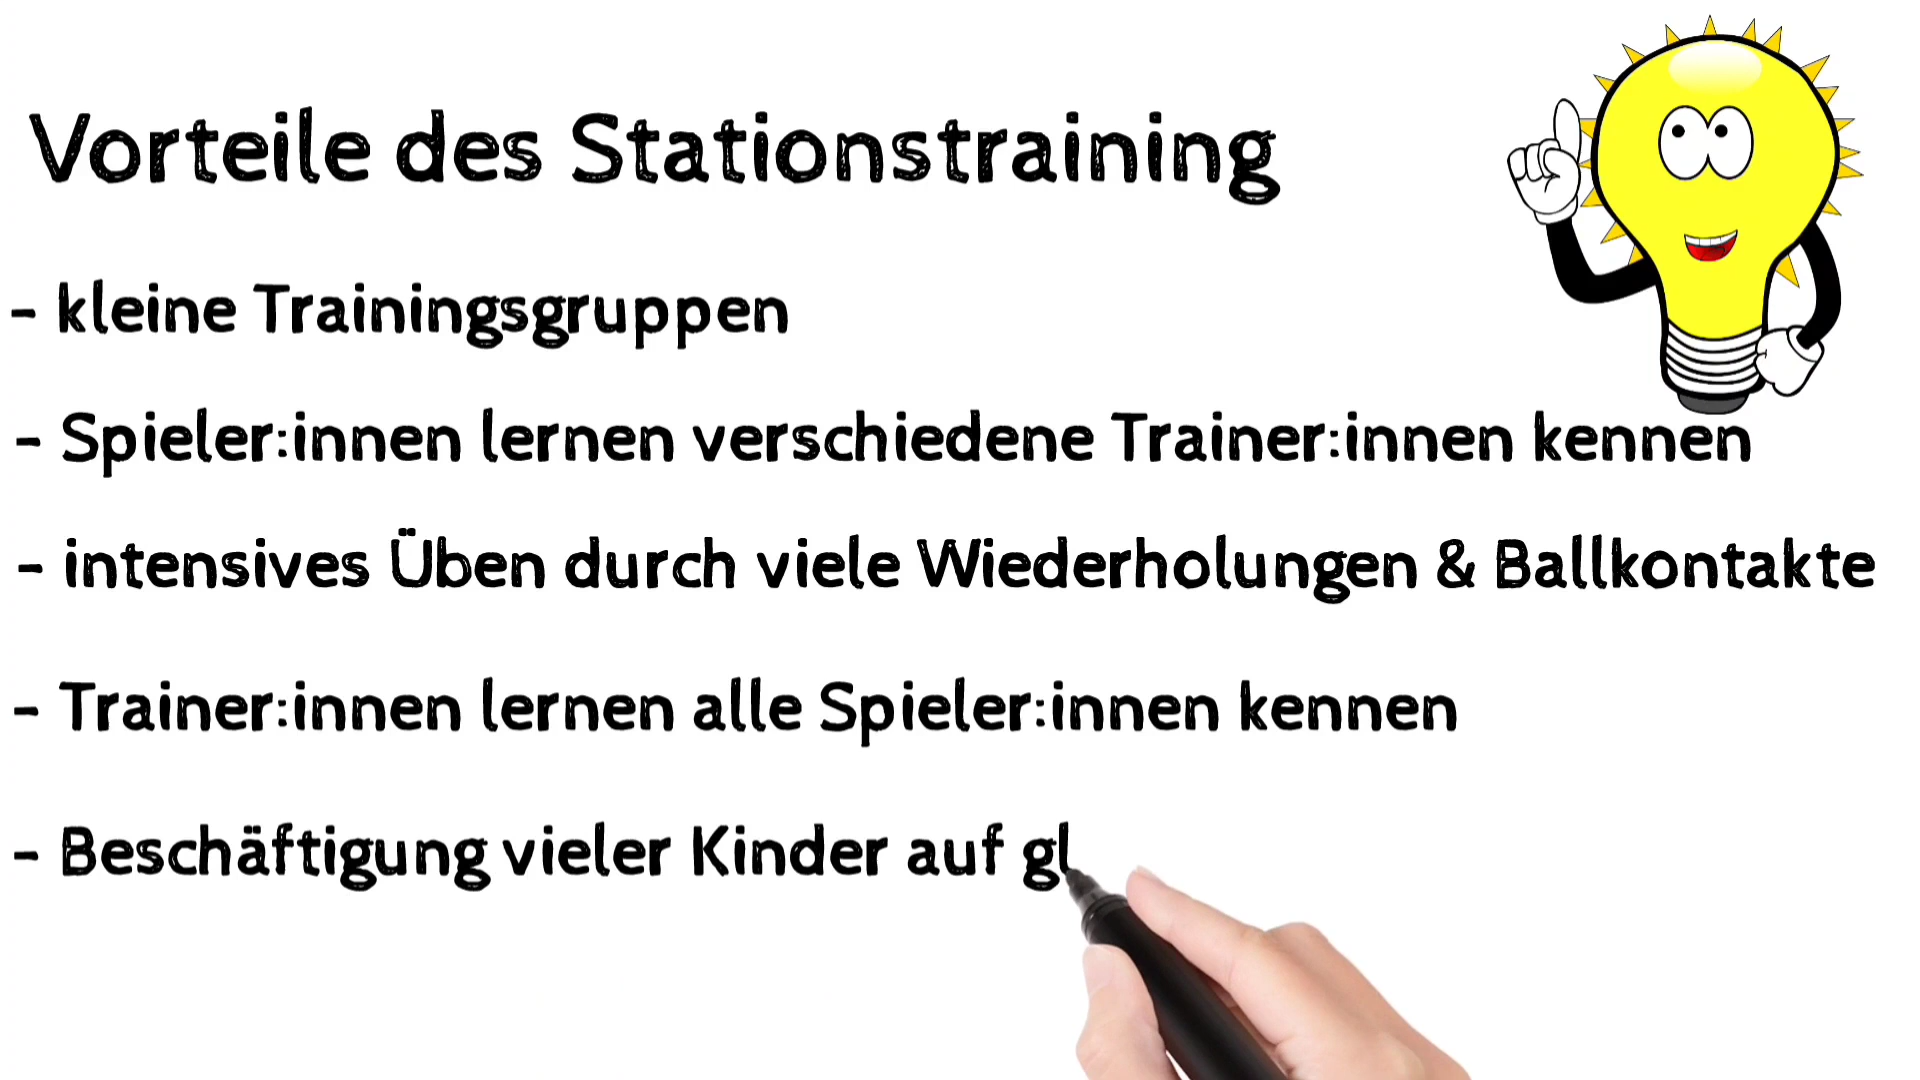 Vorteile des Stationstraining
- kleine Trainingsgruppen
- Spieler:innen lernen verschiedene Trainer:innen kennen
- intensives Üben durch viele Wiederholungen & Ballkontakte
- Trainer:innen lernen alle Spieler:innen kennen
- Beschäftigung vieler Kinder auf gl